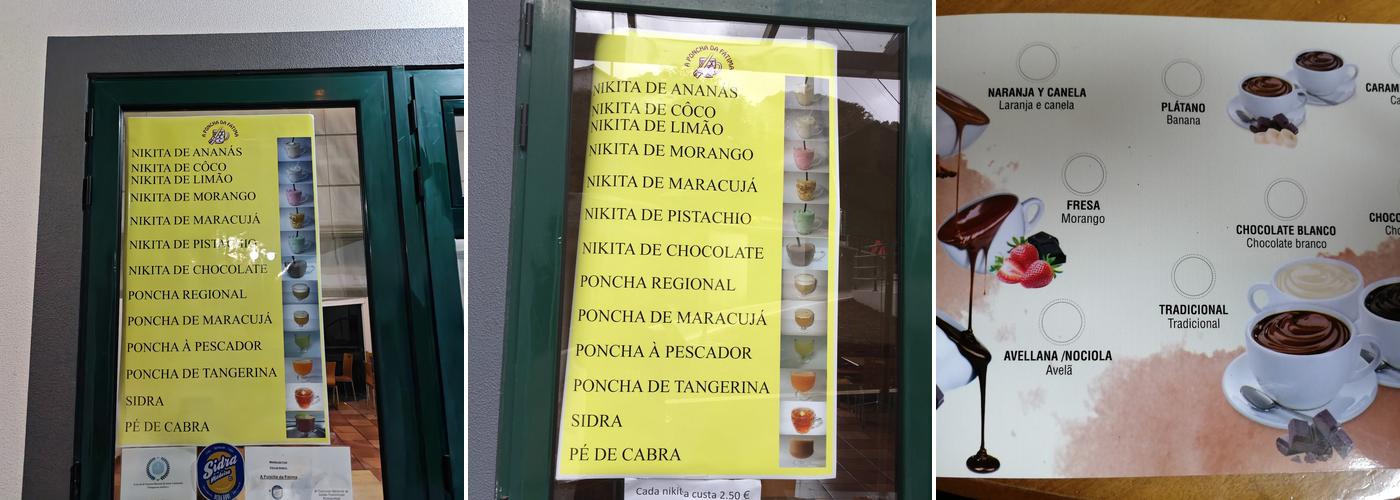 A PONCHA DA FATIMA
NIKITA DE ANANÁS
NIKITA DE CÔCO
NIKITA DE LIMÃO
NIKITA DE MORANGO
NIKITA DE MARACUJÁ
NIKITA DE PISTACHIO
NIKITA DE CHOCOLATE
PONCHA REGIONAL
PONCHA DE MARACUJÁ
PONCHA À PESCADOR
PONCHA DE TANGERINA
SIDRA
PÉ DE CABRA
Sidra
A Poncha da Fatima
A PONCHA DA FATIMA
NIKITA DE ANANÁS
NIKITA DE CÔCO
NIKITA DE LIMÃO
NIKITA DE MORANGO
NIKITA DE MARACUJÁ
NIKITA DE PISTACHIO
NIKITA DE CHOCOLATE
PONCHA REGIONAL
PONCHA DE MARACUJÁ
PONCHA À PESCADOR
PONCHA DE TANGERINA
SIDRA
PÉ DE CABRA
Cada nikita custa 2.50 €
NARANJA Y CANELA
Laranja e canela
PLÁTANO
Banana
FRESA
Morango
CHOCOLATE BLANCO
Chocolate branco
TRADICIONAL
Tradicional
AVELLANA /NOCIOLA
Avelã